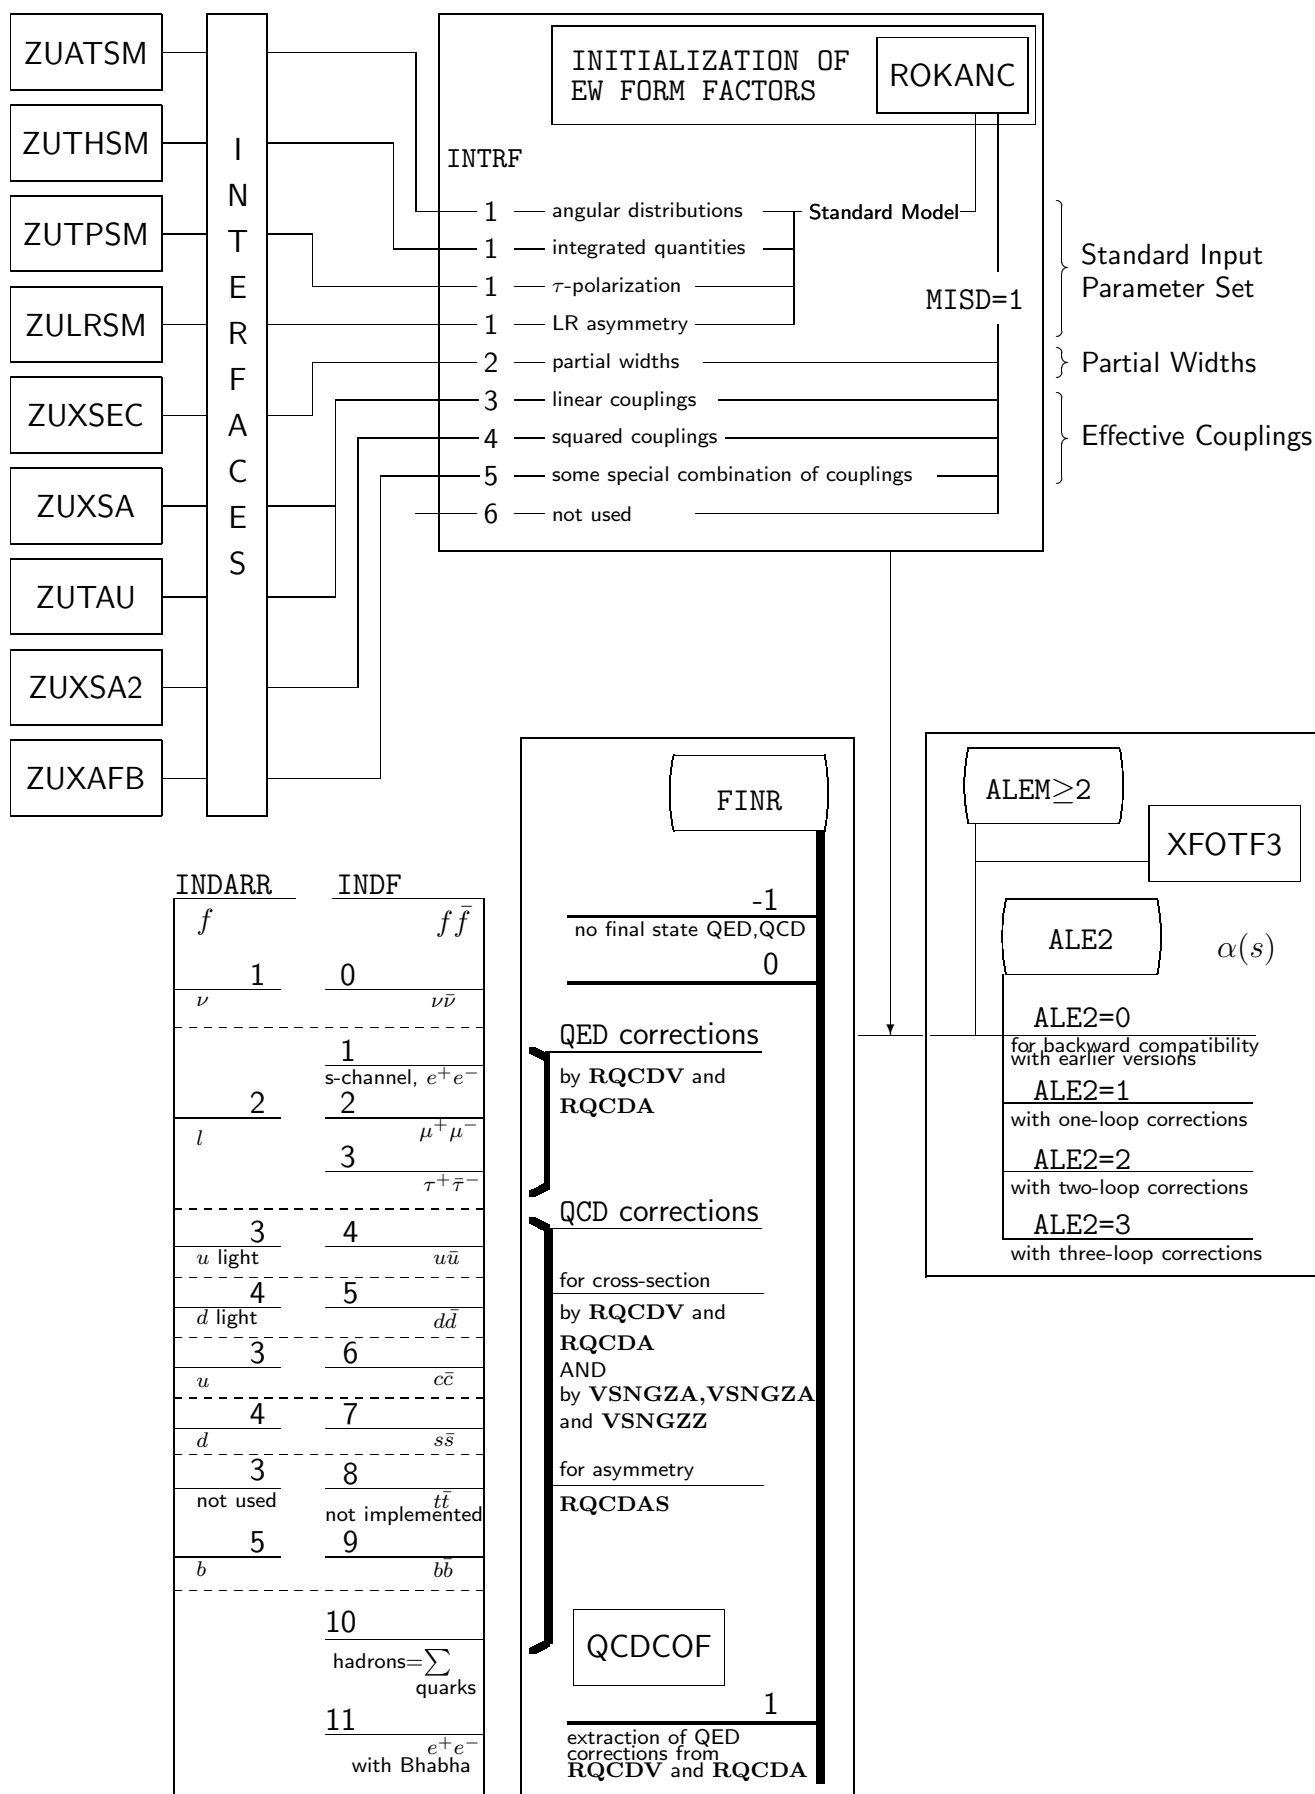 ZUATSM
ZUTHSM
ZUTPSM
ZULRSM
ZUXSEC
ZUXSA
ZUTAU
ZUXSA2
ZUXAFB
I
N
T
E
R
F
A
C
E
S
INITIALIZATION OF
EW FORM FACTORS
ROKANC
INTRF
1 angular distributions Standard Model
1 integrated quantities
1 τ-polarization
1 LR asymmetry
2 partial widths
3 linear couplings
4 squared couplings
5 some special combination of couplings
6 not used
MISD=1
Standard Input
Parameter Set
Partial Widths
Effective Couplings
INDARR INDF
f f f̄
1 0
ν νν̄
1
s-channel, e⁺e⁻
2 2
l μ⁺μ⁻
3
τ⁺τ̄⁻
3 4
u light uū
4 5
d light dd̄
3 6
u cc̄
4 7
d ss̄
3 8
not used tt̄
not implemented
5 9
b bb̄
10
hadrons=∑
quarks
11
e⁺e⁻
with Bhabha
FINR
-1
no final state QED,QCD
0
QED corrections
by RQCDV and
RQCDA
QCD corrections
for cross-section
by RQCDV and
RQCDA
AND
by VSNGZA,VSNGZA
and VSNGZZ
for asymmetry
RQCDAS
QCDCOF
1
extraction of QED
corrections from
RQCDV and RQCDA
ALEM≥2
XFOTF3
ALE2
α(s)
ALE2=0
for backward compatibility
with earlier versions
ALE2=1
with one-loop corrections
ALE2=2
with two-loop corrections
ALE2=3
with three-loop corrections